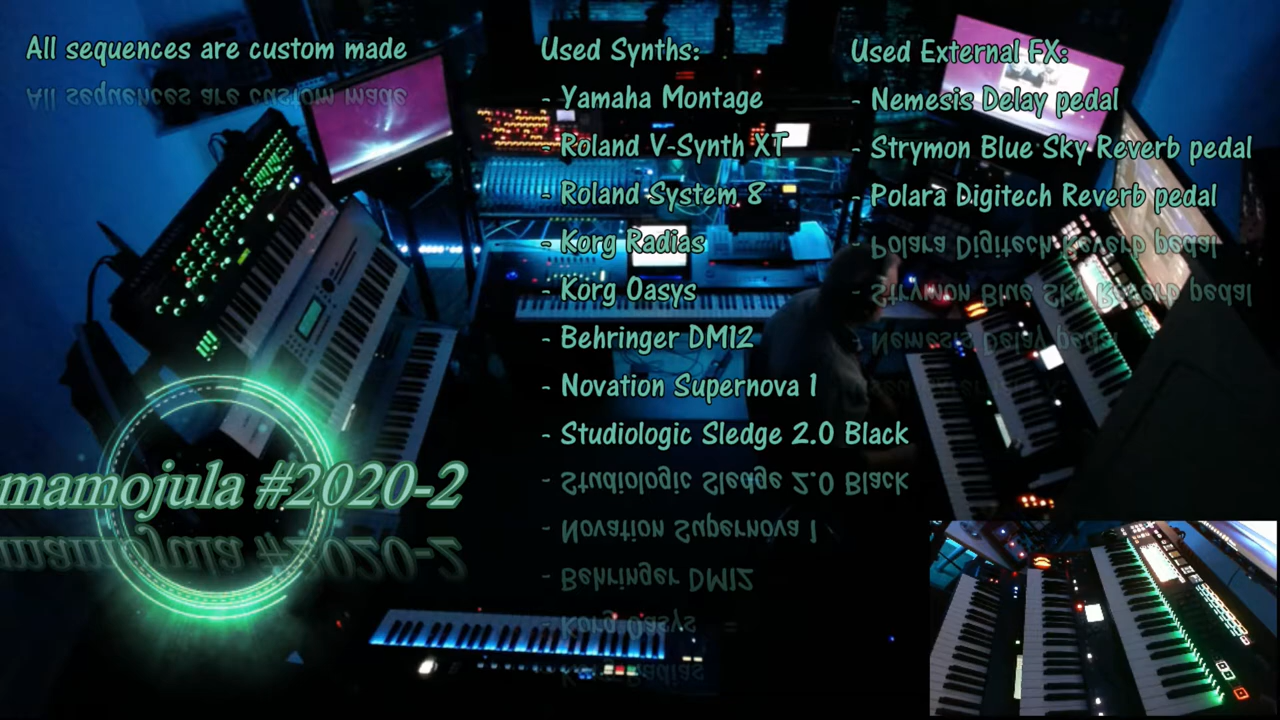 All sequences are custom made
Used Synths:
- Yamaha Montage
- Roland V-Synth XT
- Roland System 8
- Korg Radias
- Korg Oasys
- Behringer DM12
- Novation Supernova 1
- Studiologic Sledge 2.0 Black
Used External FX:
- Nemesis Delay pedal
- Strymon Blue Sky Reverb pedal
- Polara Digitech Reverb pedal
mamojula #2020-2